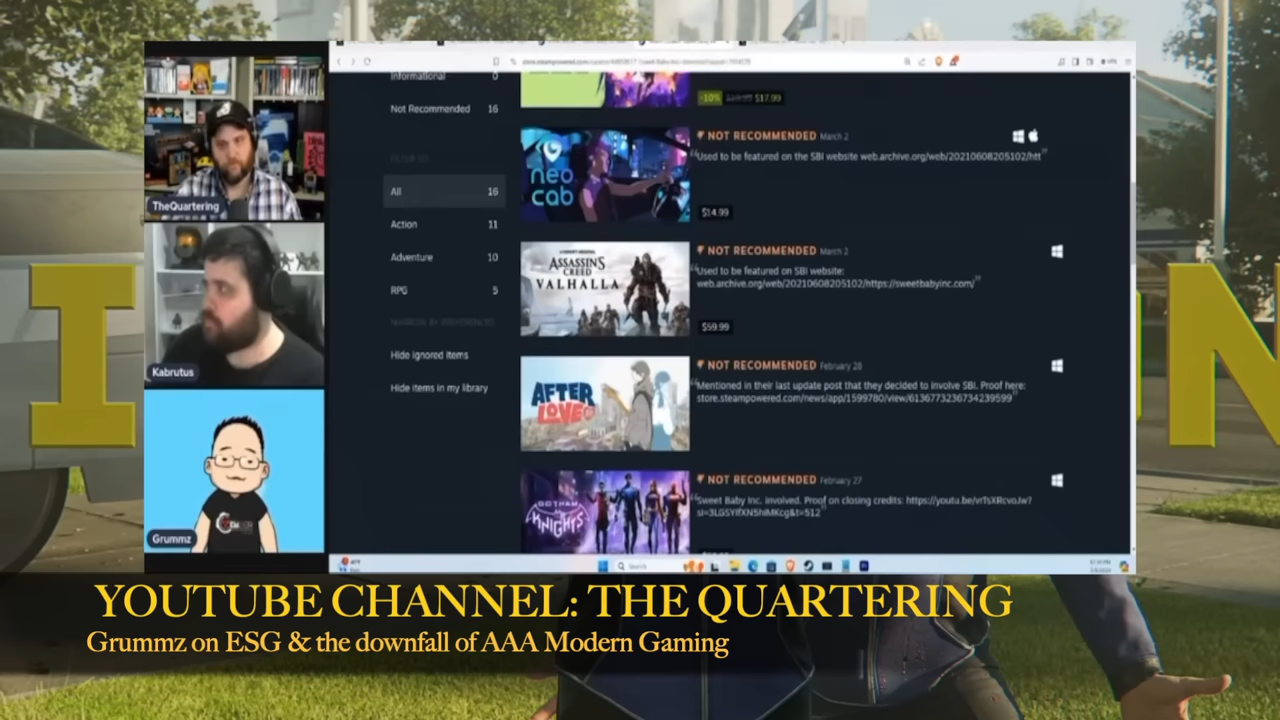 Informational 0
Not Recommended 16
All 16
Action 11
Adventure 10
RPG 5
Hide Ignored Items
Hide items in my library
-10% $17.99
neo cab
NOT RECOMMENDED March 2
"Used to be featured on the SBI website web.archive.org/web/20210608205102/htt"
$14.99
ASSASSIN'S CREED VALHALLA
NOT RECOMMENDED March 2
"Used to be featured on SBI website:
web.archive.org/web/20210608205102/https://sweetbabyinc.com/"
$59.99
AFTER LOVE
NOT RECOMMENDED February 28
"Mentioned in their last update post that they decided to involve SBI. Proof here:
store.steampowered.com/news/app/1599780/view/6136773236734239599"
GOTHAM KNIGHTS
NOT RECOMMENDED February 27
"Sweet Baby Inc. involved. Proof on closing credits:
Search
TheQuartering
Kabrutus
Grummz
I
N
YOUTUBE CHANNEL: THE QUARTERING
Grummz on ESG & the downfall of AAA Modern Gaming